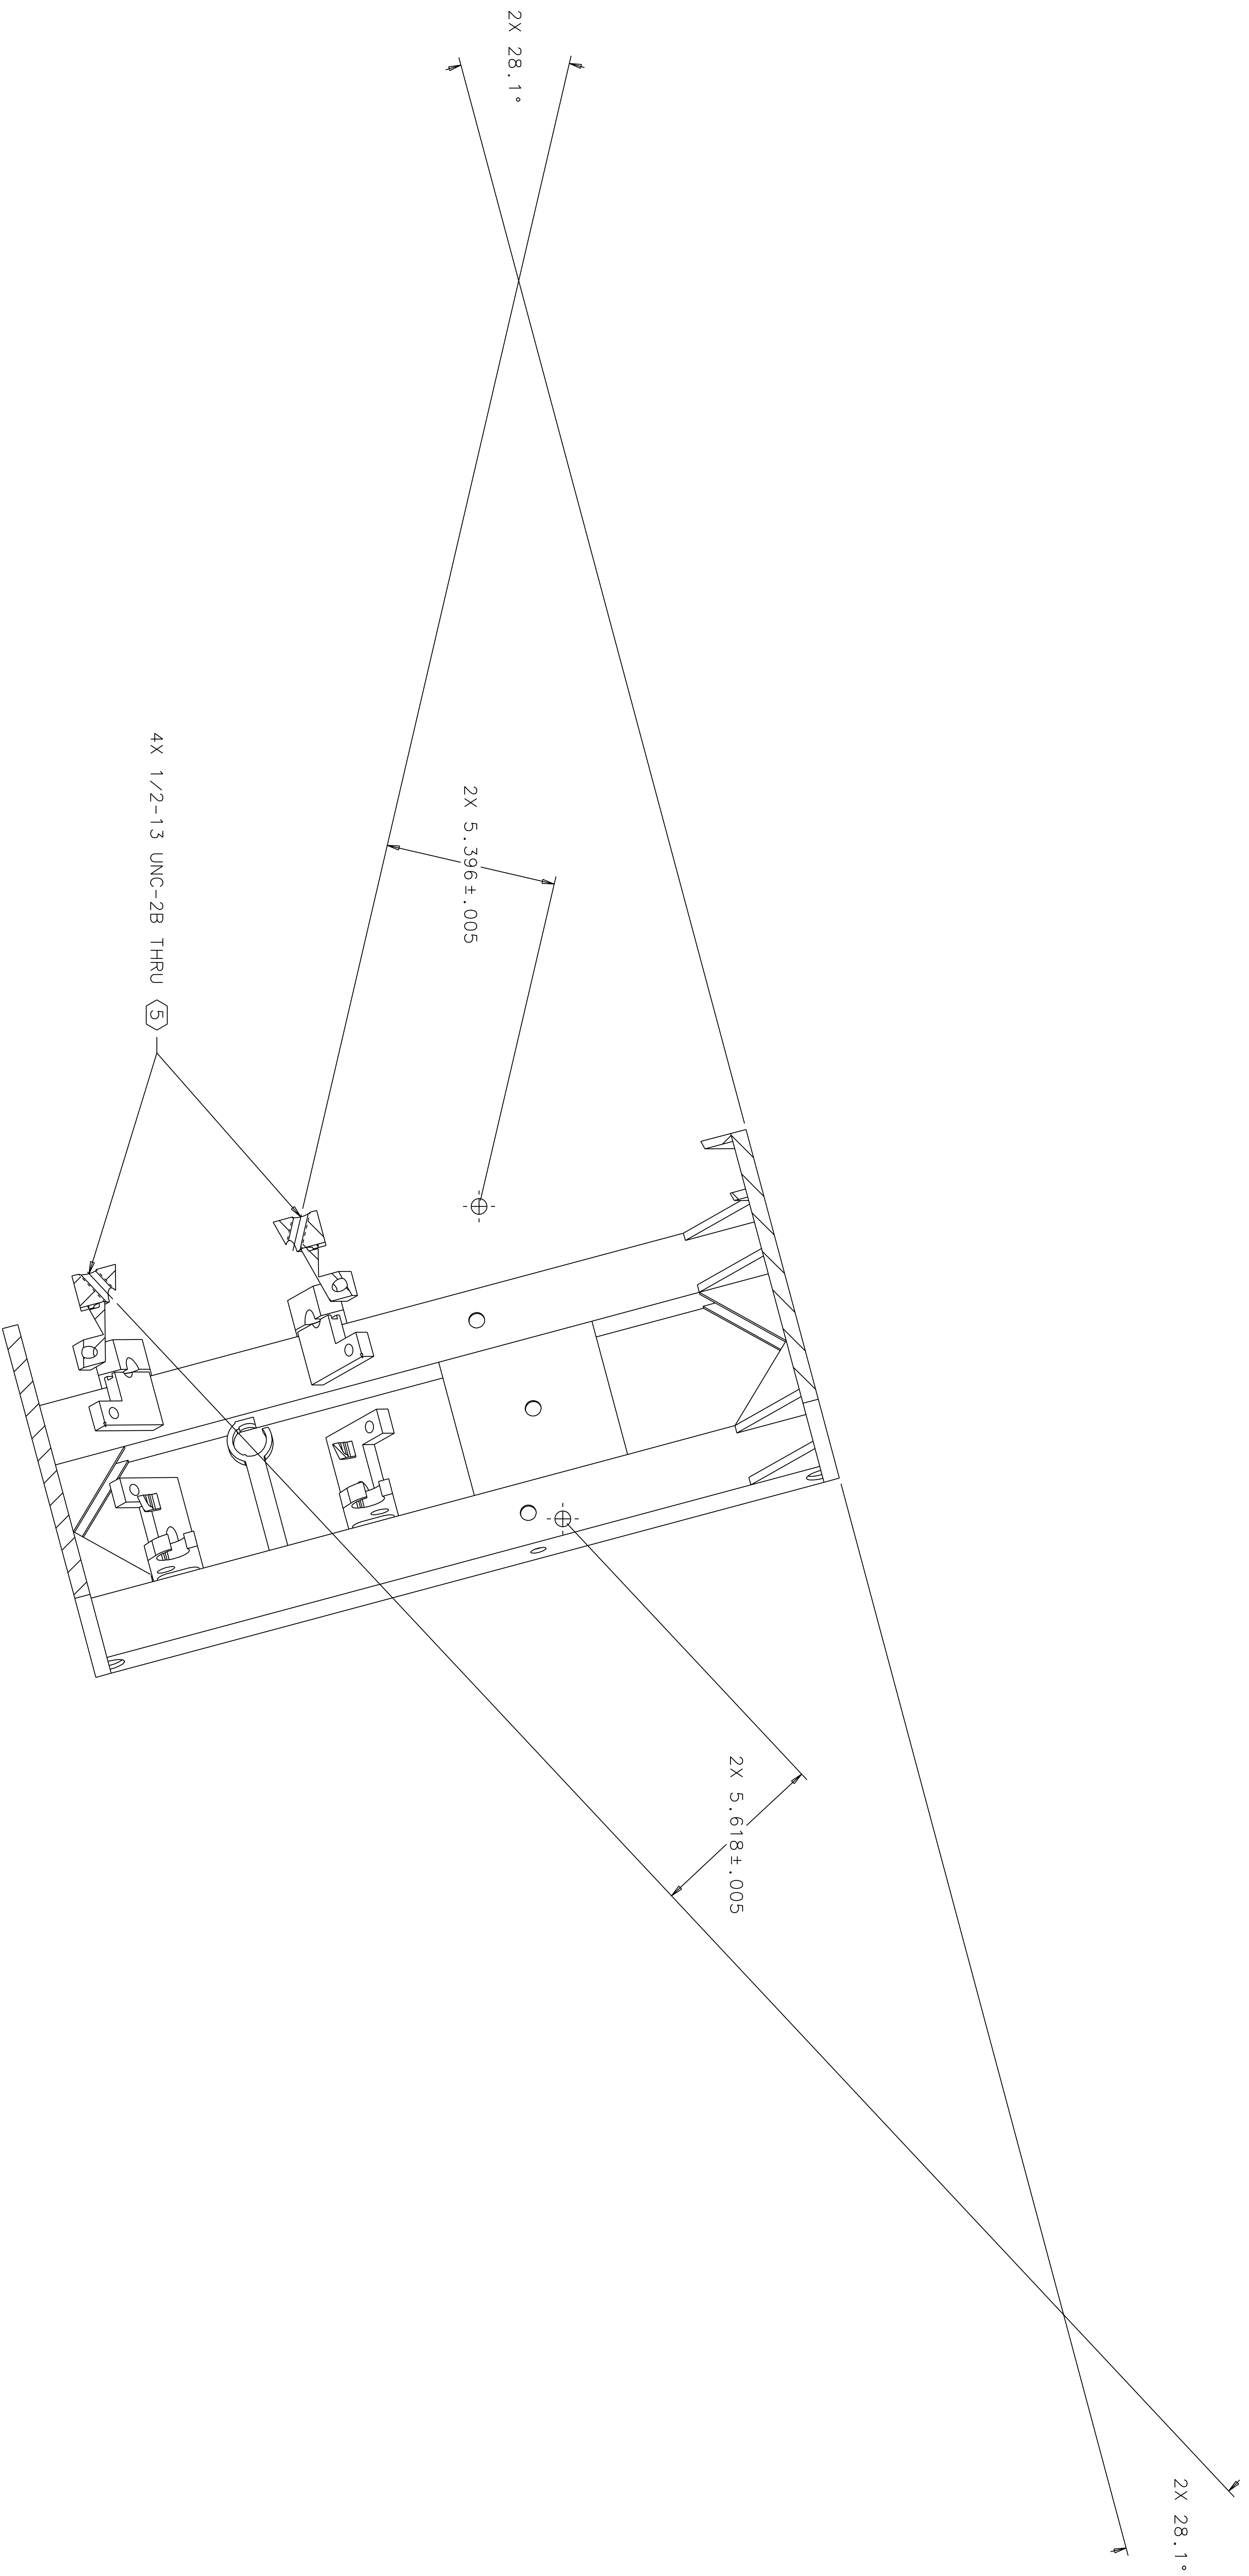 2X 28.1°
2X 5.396±.005
4X 1/2-13 UNC-2B THRU 5
2X 5.618±.005
2X 28.1°